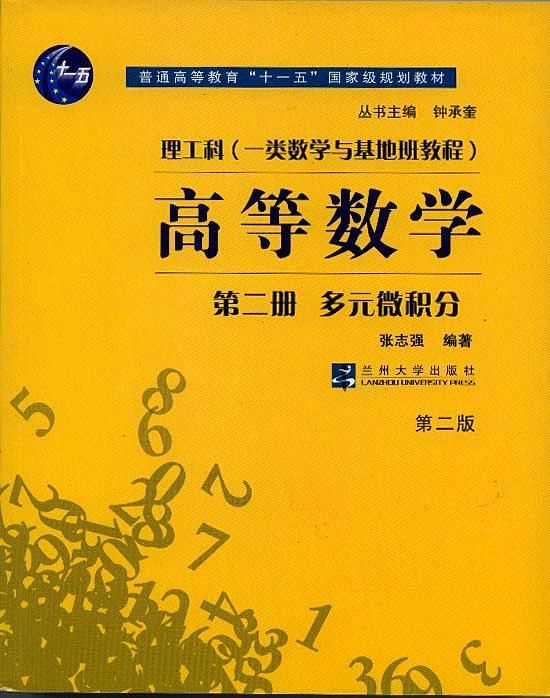 十一五
普通高等教育“十一五”国家级规划教材
丛书主编 钟承奎
理工科（一类数学与基地班教程）
高等数学
第二册 多元微积分
张志强 编著
兰州大学出版社
LANZHOU UNIVERSITY PRESS
第二版